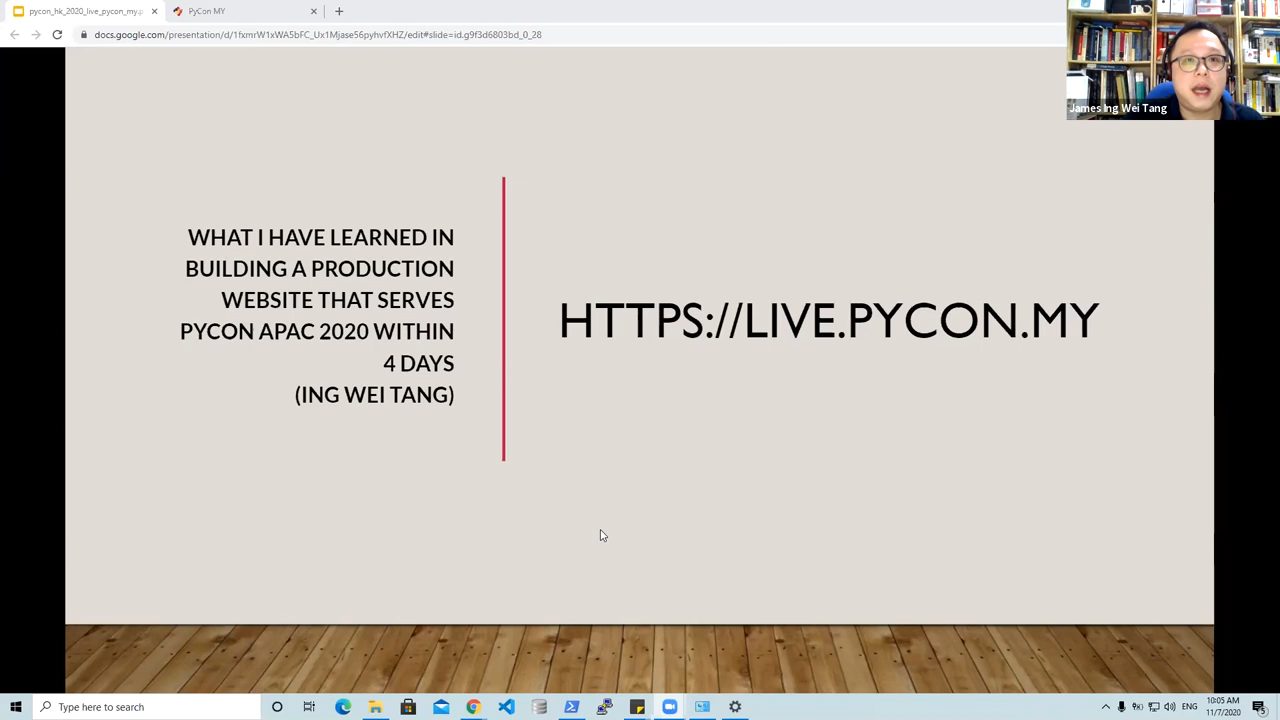 pycon_hk_2020_live_pycon_my.p
PyCon MY
docs.google.com/presentation/d/1fxmrW1xWA5bFC_Ux1Mjase56pyhvfXHZ/edit#slide=id.g9f3d6803bd_0_28
James Ing Wei Tang
WHAT I HAVE LEARNED IN
BUILDING A PRODUCTION
WEBSITE THAT SERVES
PYCON APAC 2020 WITHIN
4 DAYS
(ING WEI TANG)
HTTPS://LIVE.PYCON.MY
Type here to search
ENG
10:05 AM
11/7/2020
5